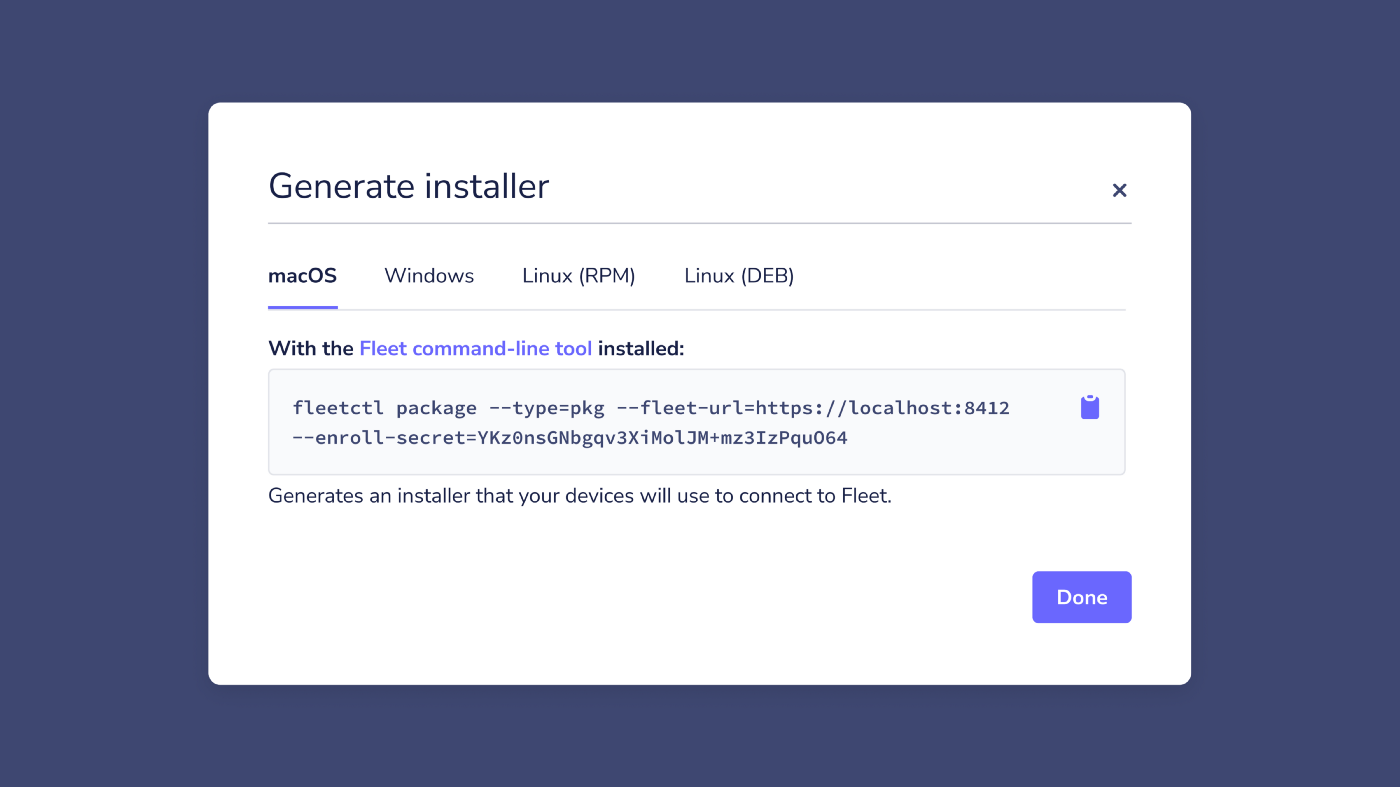 Generate installer
macOS Windows Linux (RPM) Linux (DEB)
With the Fleet command-line tool installed:
fleetctl package --type=pkg --fleet-url=https://localhost:8412
--enroll-secret=YKz0nsGNbgqv3XiMolJM+mz3IzPquO64
Generates an installer that your devices will use to connect to Fleet.
Done